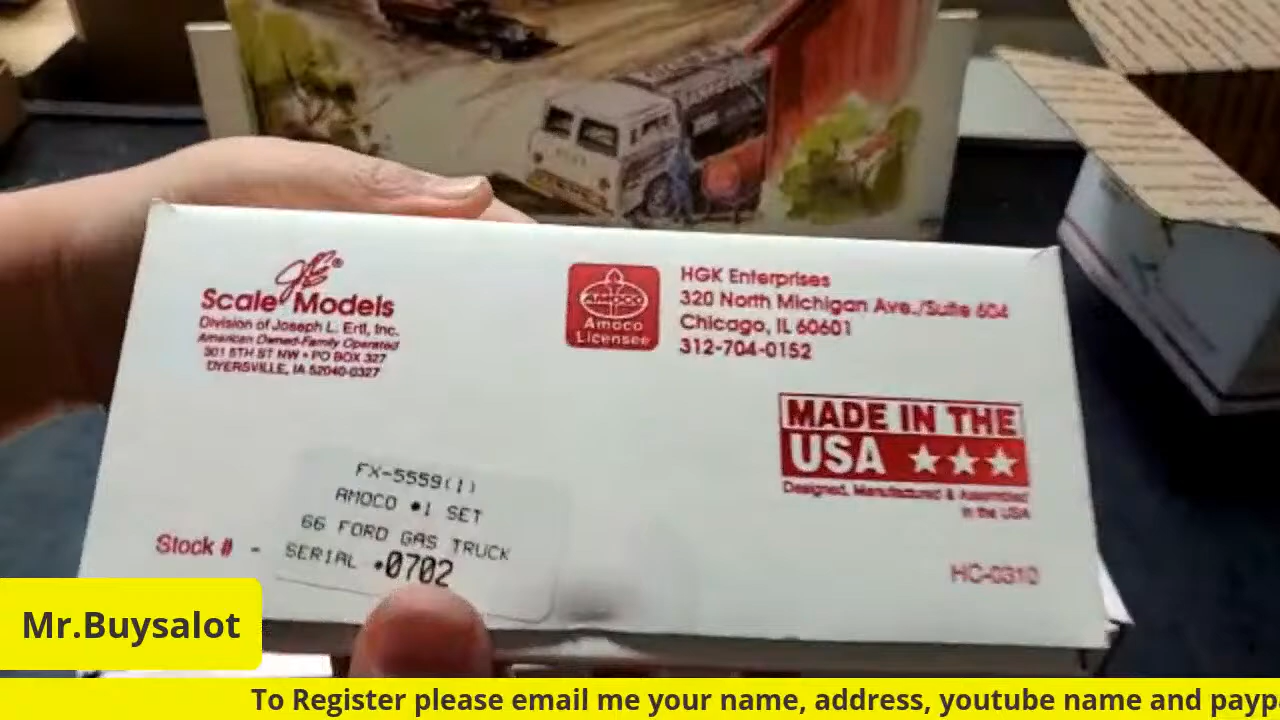 Scale Models
Division of Joseph L. Ertl, Inc.
American Owned-Family Operated
301 5TH ST NW • PO BOX 327
DYERSVILLE, IA 52040-0327
AMOCO
Amoco
Licensee
HGK Enterprises
320 North Michigan Ave./Suite 604
Chicago, IL 60601
312-704-0152
MADE IN THE
USA
Designed, Manufactured & Assembled
in the USA
FX-5559(1)
AMOCO #1 SET
66 FORD GAS TRUCK
Stock # - SERIAL #0702
HC-0310
Mr.Buysalot
To Register please email me your name, address, youtube name and payp